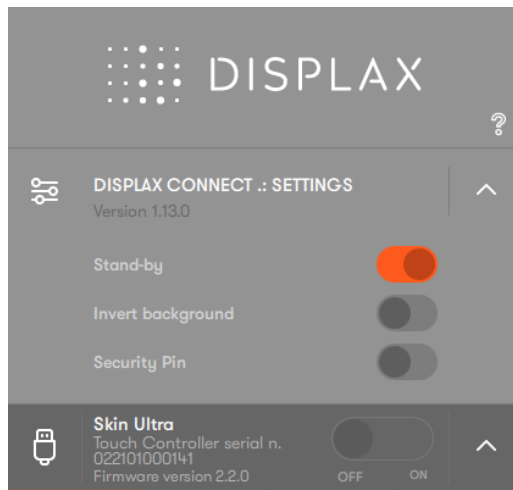 DISPLAX
?
DISPLAX CONNECT .: SETTINGS
Version 1.13.0
Stand-by
Invert background
Security Pin
Skin Ultra
Touch Controller serial n.
022101000141
Firmware version 2.2.0
OFF ON